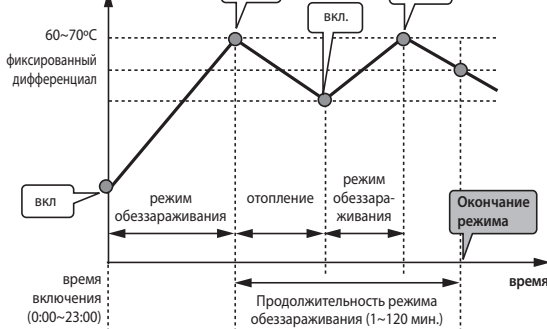 вкл.
60~70ºC
фиксированный
дифференциал
вкл
режим
обеззараживания
отопление
режим
обеззара-
живания
Окончание
режима
время
включения
(0:00~23:00)
время
Продолжительность режима
обеззараживания (1~120 мин.)